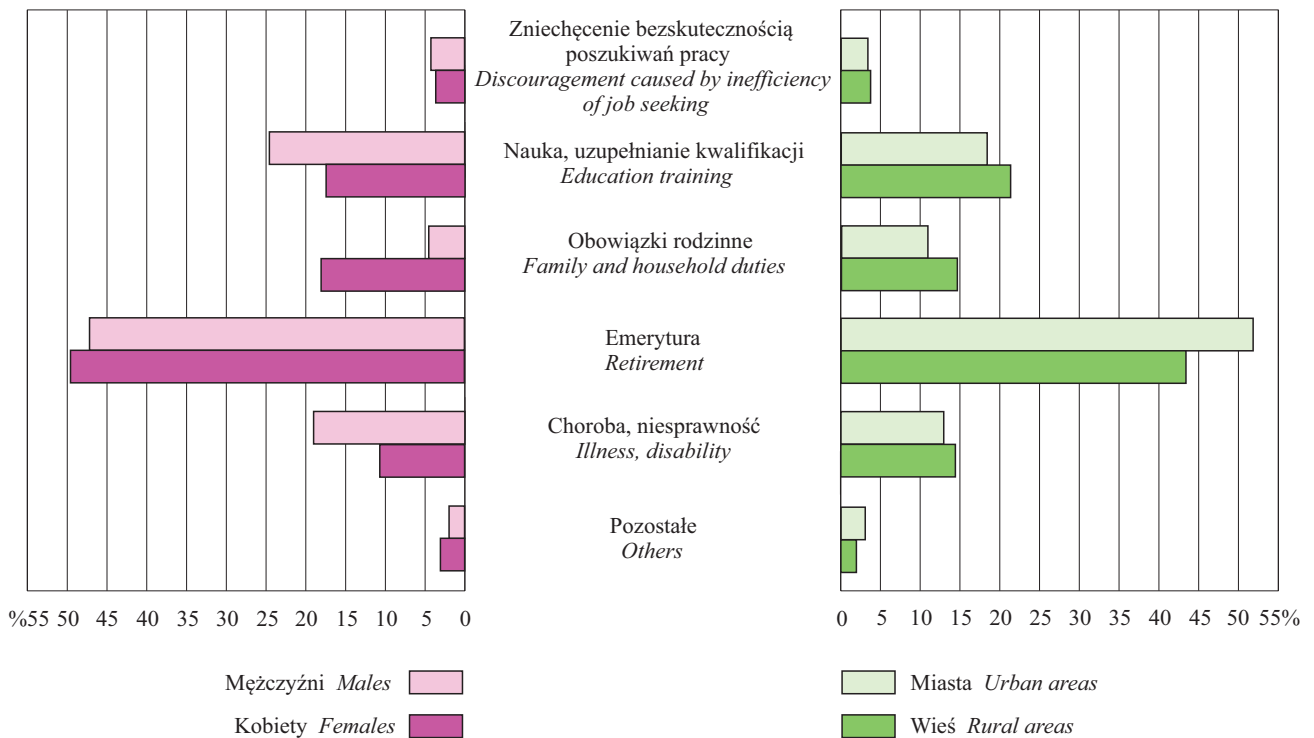 Zniechęcenie bezskutecznością
poszukiwań pracy
Discouragement caused by inefficiency
of job seeking
Nauka, uzupełnianie kwalifikacji
Education training
Obowiązki rodzinne
Family and household duties
Emerytura
Retirement
Choroba, niesprawność
Illness, disability
Pozostałe
Others
%55 50 45 40 35 30 25 20 15 10 5 0
0 5 10 15 20 25 30 35 40 45 50 55%
Mężczyźni Males
Kobiety Females
Miasta Urban areas
Wieś Rural areas